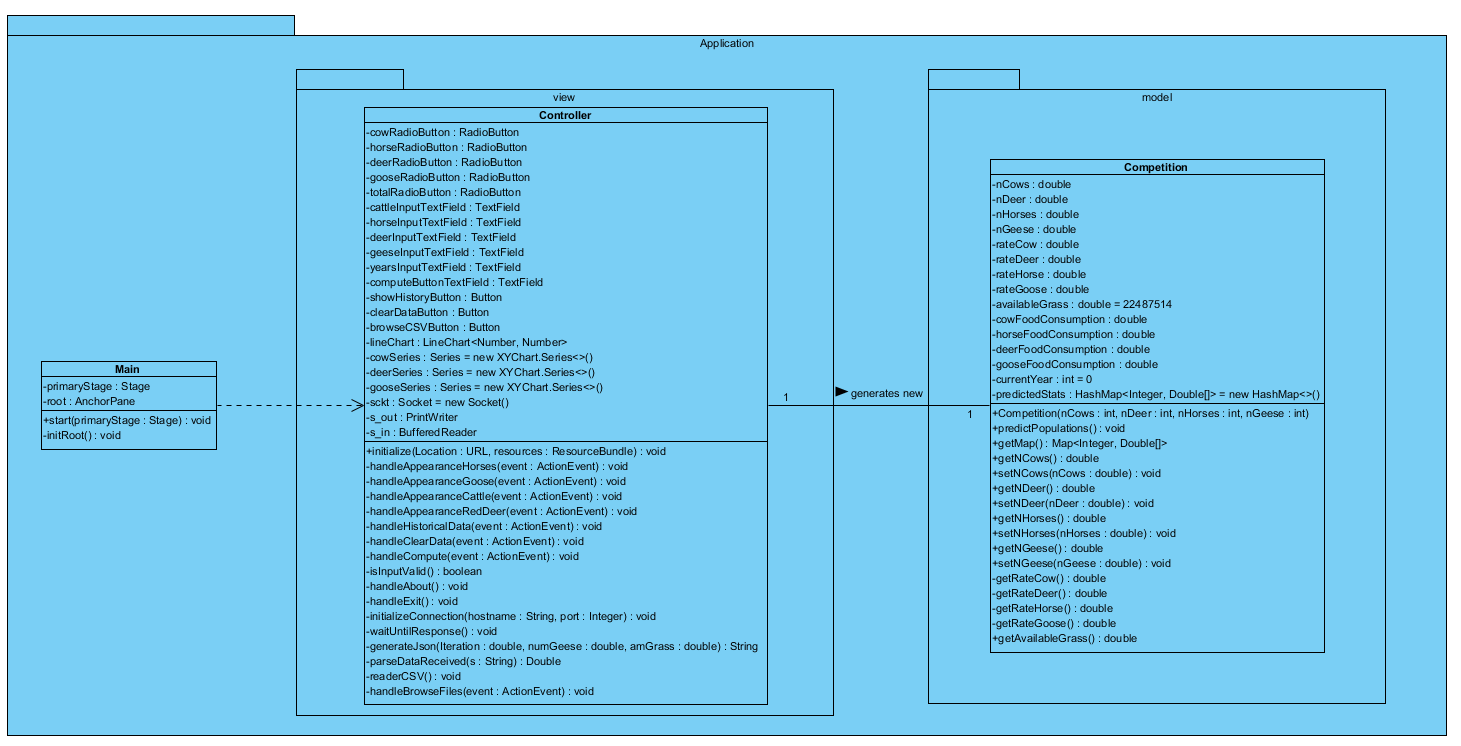 Application
view
model
Main
-primaryStage : Stage
-root : AnchorPane
+start(primaryStage : Stage) : void
-initRoot() : void
Controller
-cowRadioButton : RadioButton
-horseRadioButton : RadioButton
-deerRadioButton : RadioButton
-gooseRadioButton : RadioButton
-totalRadioButton : RadioButton
-cattleInputTextField : TextField
-horseInputTextField : TextField
-deerInputTextField : TextField
-geeseInputTextField : TextField
-yearsInputTextField : TextField
-computeButtonTextField : TextField
-showHistoryButton : Button
-clearDataButton : Button
-browseCSVButton : Button
-lineChart : LineChart<Number, Number>
-cowSeries : Series = new XYChart.Series<>()
-deerSeries : Series = new XYChart.Series<>()
-gooseSeries : Series = new XYChart.Series<>()
-sckt : Socket = new Socket()
-s_out : PrintWriter
-s_in : BufferedReader
+initialize(Location : URL, resources : ResourceBundle) : void
-handleAppearanceHorses(event : ActionEvent) : void
-handleAppearanceGoose(event : ActionEvent) : void
-handleAppearanceCattle(event : ActionEvent) : void
-handleAppearanceRedDeer(event : ActionEvent) : void
-handleHistoricalData(event : ActionEvent) : void
-handleClearData(event : ActionEvent) : void
-handleCompute(event : ActionEvent) : void
-isInputValid() : boolean
-handleAbout() : void
-handleExit() : void
-initializeConnection(hostname : String, port : Integer) : void
-waitUntilResponse() : void
-generateJson(Iteration : double, numGeese : double, amGrass : double) : String
-parseDataReceived(s : String) : Double
-readerCSV() : void
-handleBrowseFiles(event : ActionEvent) : void
1
generates new
1
Competition
-nCows : double
-nDeer : double
-nHorses : double
-nGeese : double
-rateCow : double
-rateDeer : double
-rateHorse : double
-rateGoose : double
-availableGrass : double = 22487514
-cowFoodConsumption : double
-horseFoodConsumption : double
-deerFoodConsumption : double
-gooseFoodConsumption : double
-currentYear : int = 0
-predictedStats : HashMap<Integer, Double[]> = new HashMap<>()
+Competition(nCows : int, nDeer : int, nHorses : int, nGeese : int)
+predictPopulations() : void
+getMap() : Map<Integer, Double[]>
+getNCows() : double
+setNCows(nCows : double) : void
+getNDeer() : double
+setNDeer(nDeer : double) : void
+getNHorses() : double
+setNHorses(nHorses : double) : void
+getNGeese() : double
+setNGeese(nGeese : double) : void
-getRateCow() : double
-getRateDeer() : double
-getRateHorse() : double
-getRateGoose() : double
+getAvailableGrass() : double